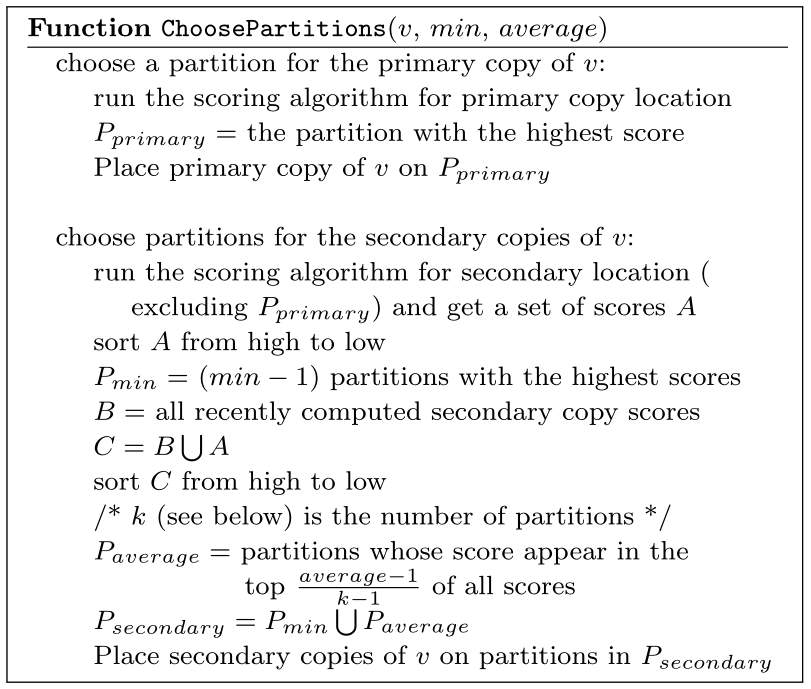 Function ChoosePartitions(v, min, average)
choose a partition for the primary copy of v:
run the scoring algorithm for primary copy location
P_{primary} = the partition with the highest score
Place primary copy of v on P_{primary}
choose partitions for the secondary copies of v:
run the scoring algorithm for secondary location (
excluding P_{primary}) and get a set of scores A
sort A from high to low
P_{min} = (min − 1) partitions with the highest scores
B = all recently computed secondary copy scores
C = B ⋃ A
sort C from high to low
/* k (see below) is the number of partitions */
P_{average} = partitions whose score appear in the
top \frac{average−1}{k−1} of all scores
P_{secondary} = P_{min} ⋃ P_{average}
Place secondary copies of v on partitions in P_{secondary}